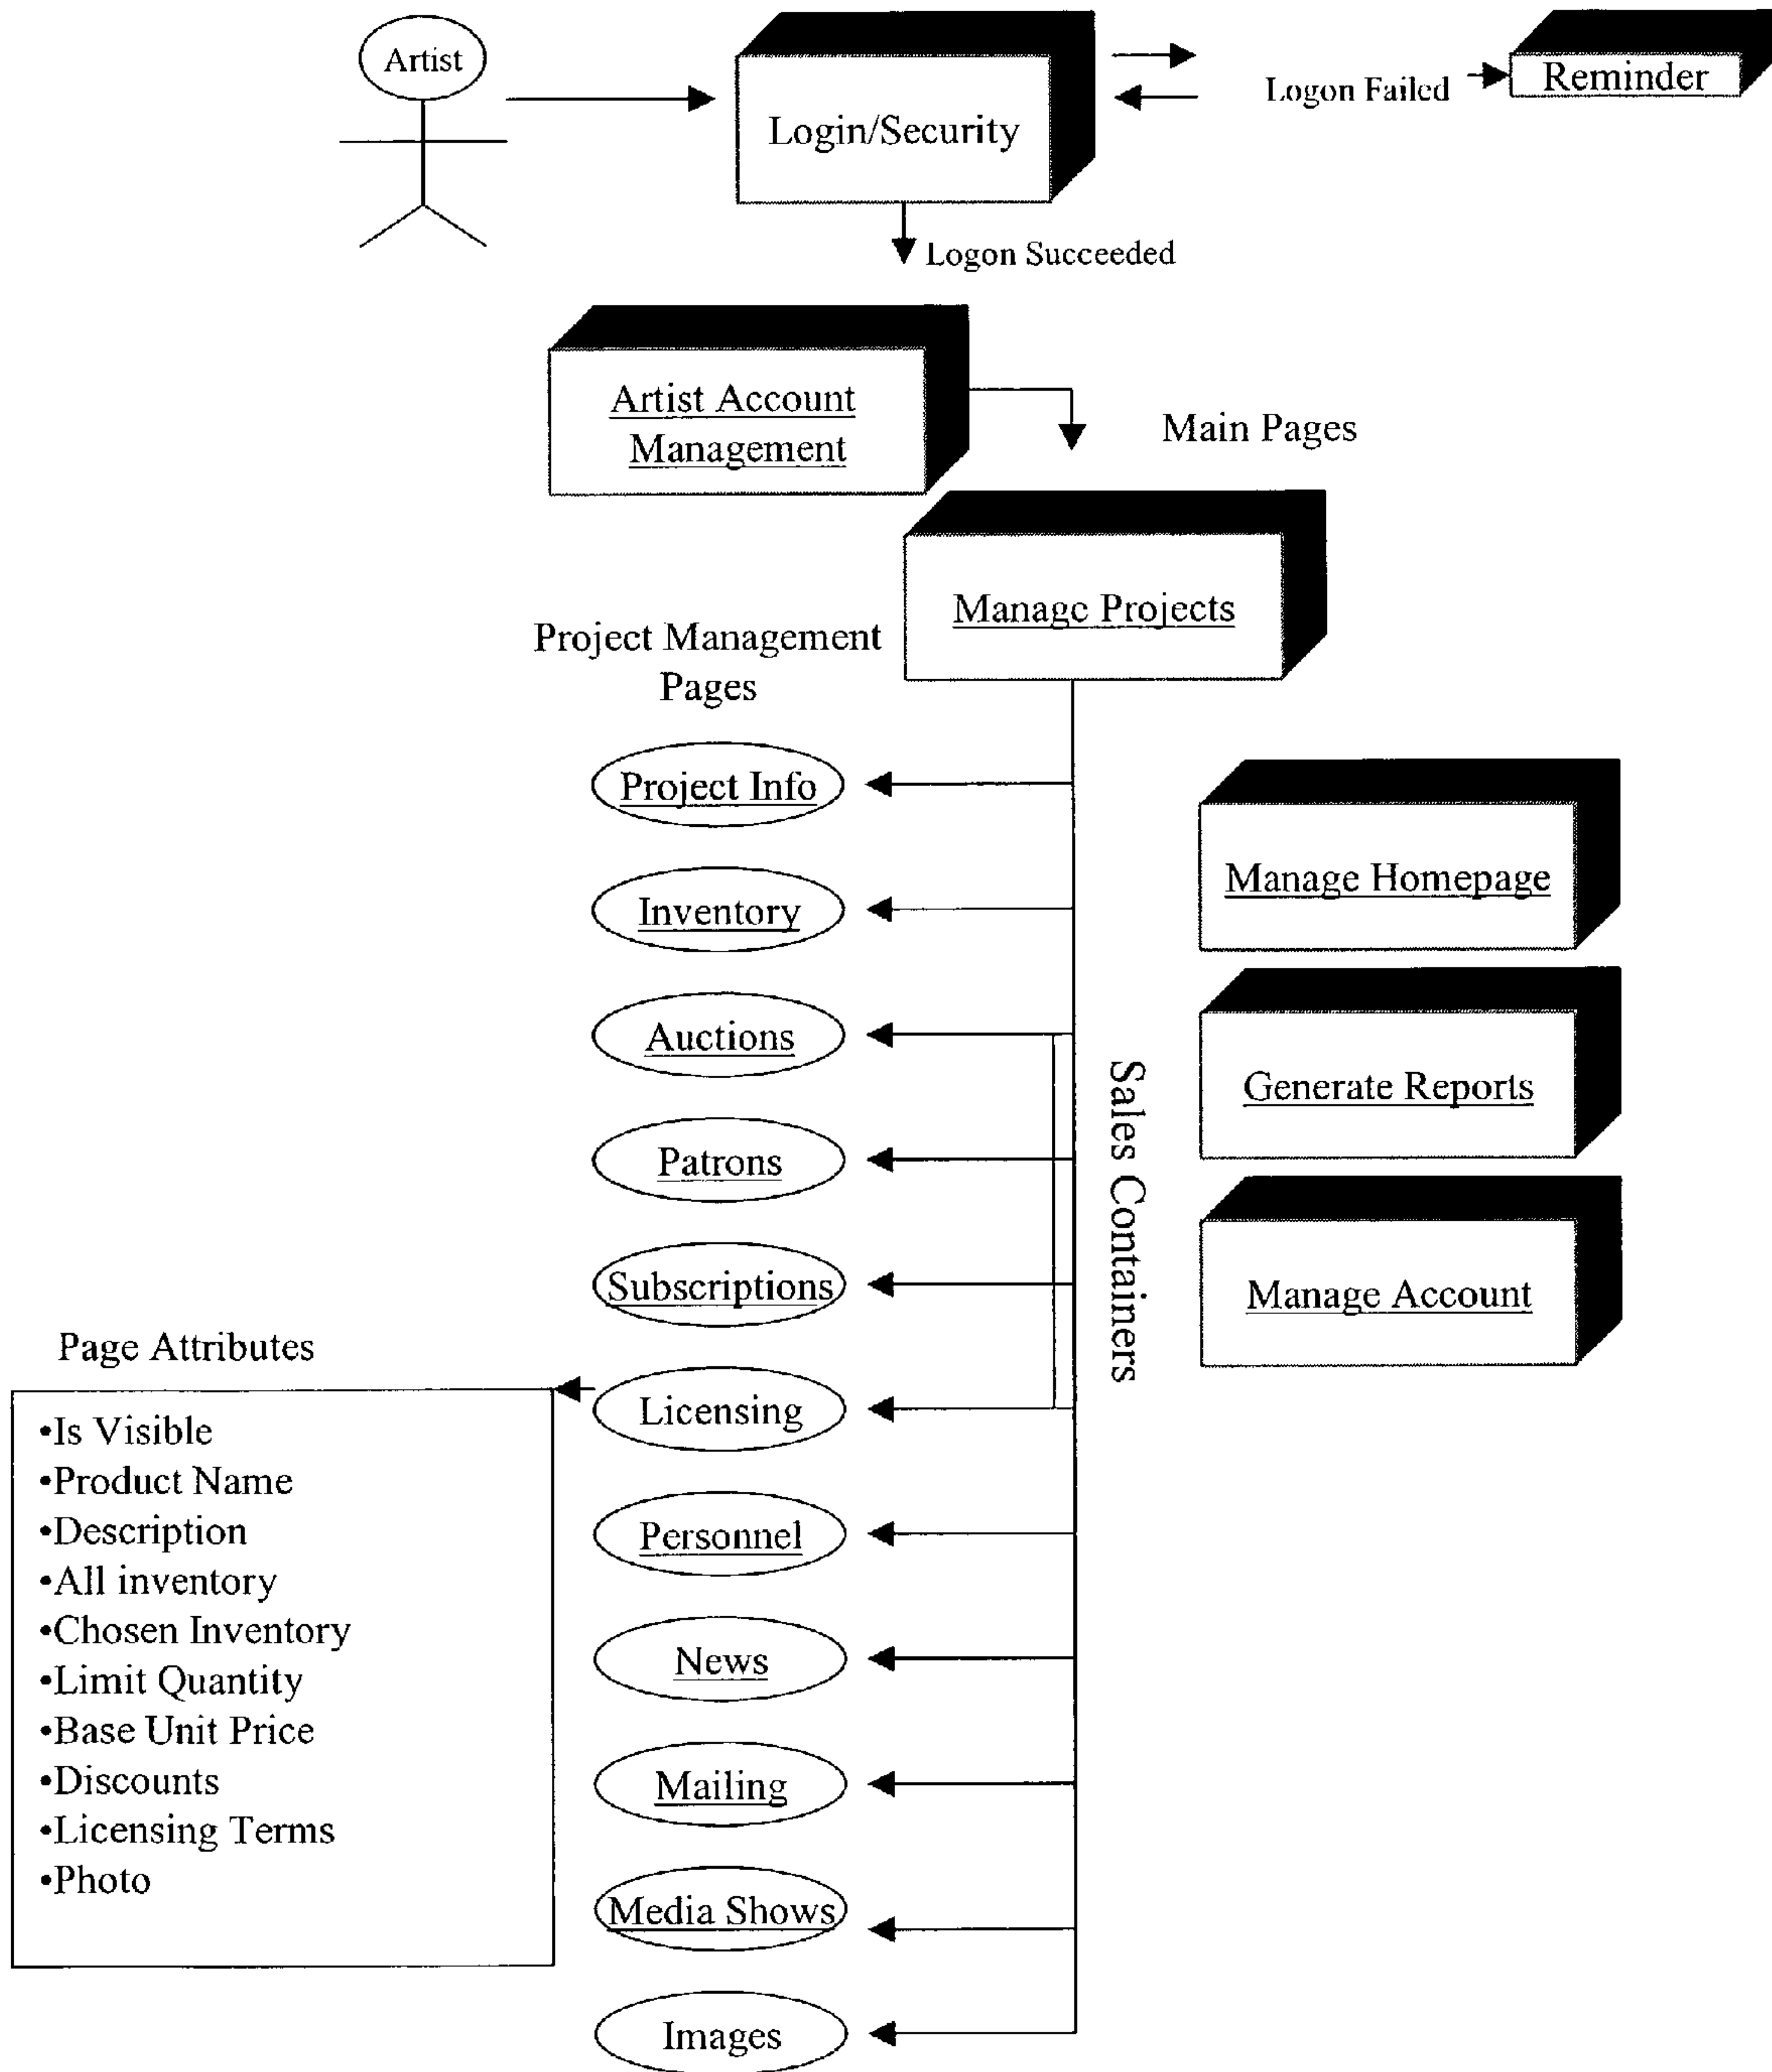 Artist
Login/Security
Logon Failed
Reminder
Logon Succeeded
Artist Account
Management
Main Pages
Manage Projects
Project Management
Pages
Project Info
Inventory
Auctions
Patrons
Subscriptions
Licensing
Personnel
News
Mailing
Media Shows
Images
Sales Containers
Manage Homepage
Generate Reports
Manage Account
Page Attributes
•Is Visible
•Product Name
•Description
•All inventory
•Chosen Inventory
•Limit Quantity
•Base Unit Price
•Discounts
•Licensing Terms
•Photo